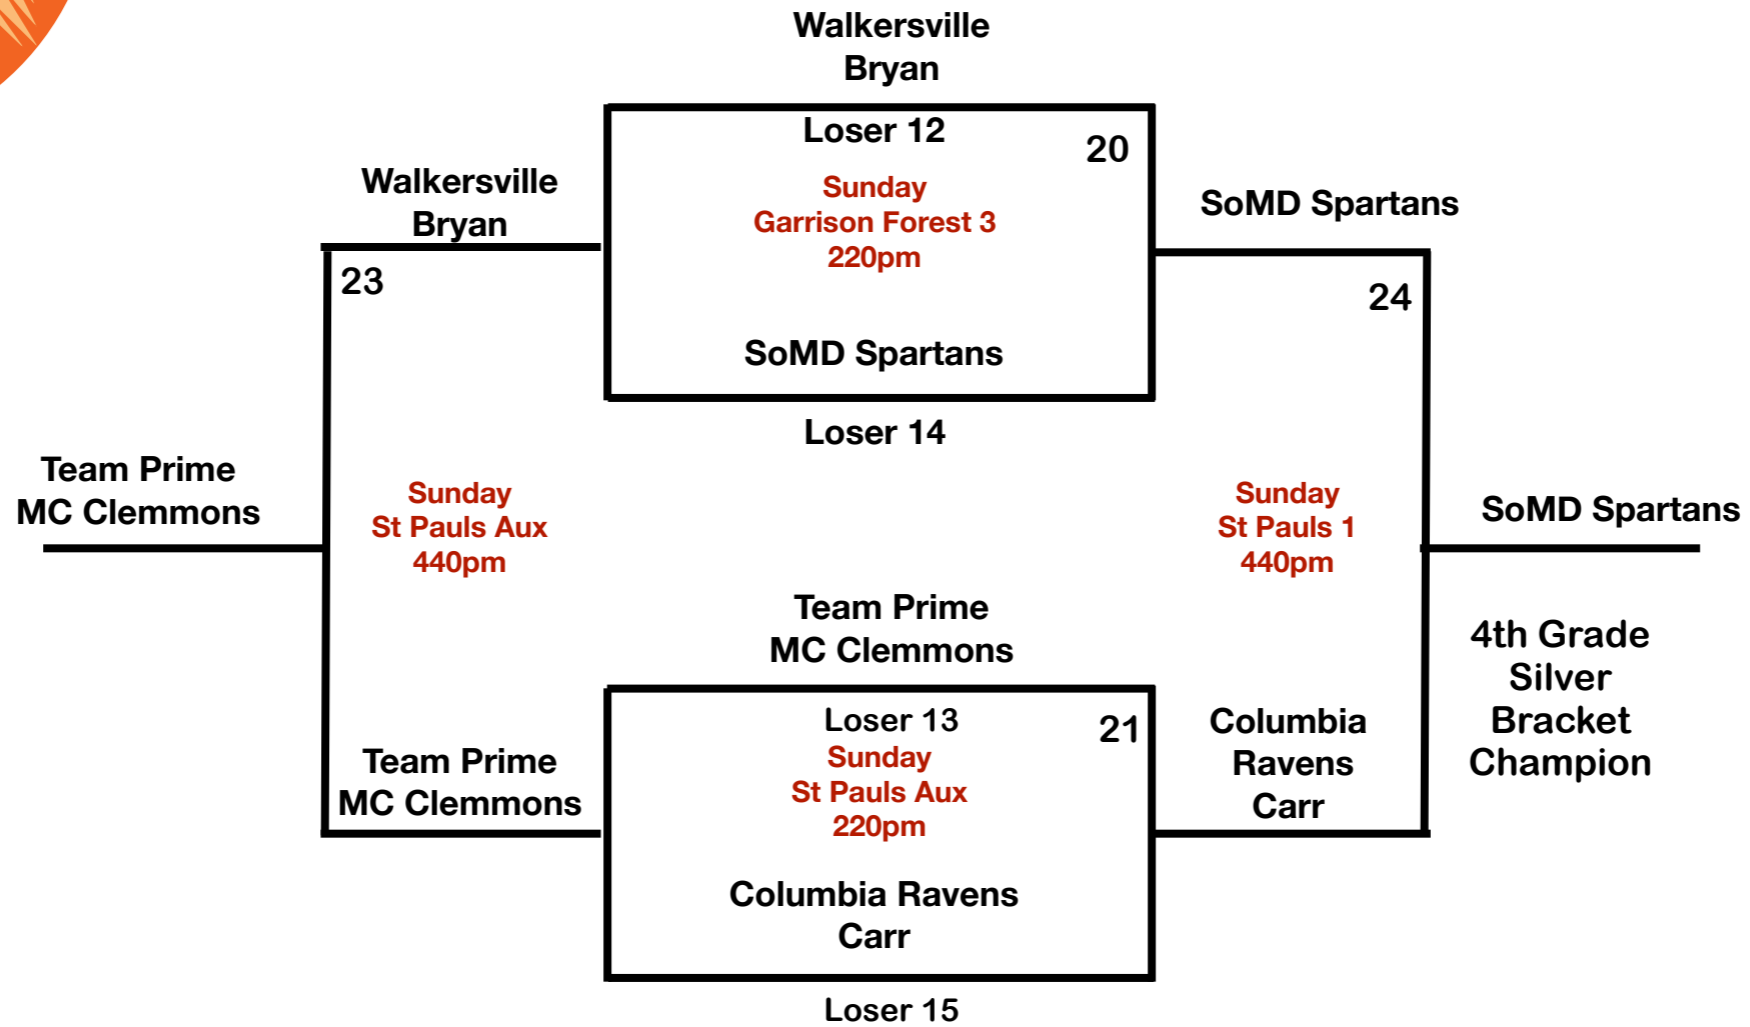 Walkersville
Bryan
Loser 12
20
Sunday
Garrison Forest 3
220pm
SoMD Spartans
Loser 14
Walkersville
Bryan
23
SoMD Spartans
24
Team Prime
MC Clemmons
Sunday
St Pauls Aux
440pm
Sunday
St Pauls 1
440pm
SoMD Spartans
4th Grade
Silver
Bracket
Champion
Team Prime
MC Clemmons
Loser 13
21
Sunday
St Pauls Aux
220pm
Columbia Ravens
Carr
Loser 15
Team Prime
MC Clemmons
Columbia
Ravens
Carr